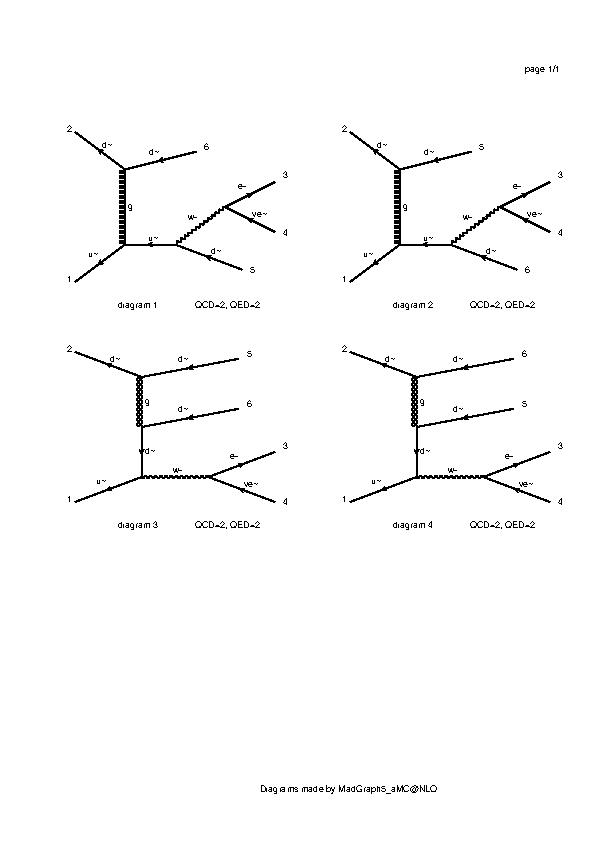 page 1/1
2 d~ d~ 6
g
e- 3
w- ve~ 4
u~ u~ d~ 5
1
diagram 1 QCD=2, QED=2
2 d~ d~ 5
g
e- 3
w- ve~ 4
u~ u~ d~ 6
1
diagram 2 QCD=2, QED=2
2 d~ d~ 5
g d~ 6
d~ e- 3
u~ w- ve~
1 4
diagram 3 QCD=2, QED=2
2 d~ d~ 6
g d~ 5
d~ e- 3
u~ w- ve~
1 4
diagram 4 QCD=2, QED=2
Diagrams made by MadGraph5_aMC@NLO